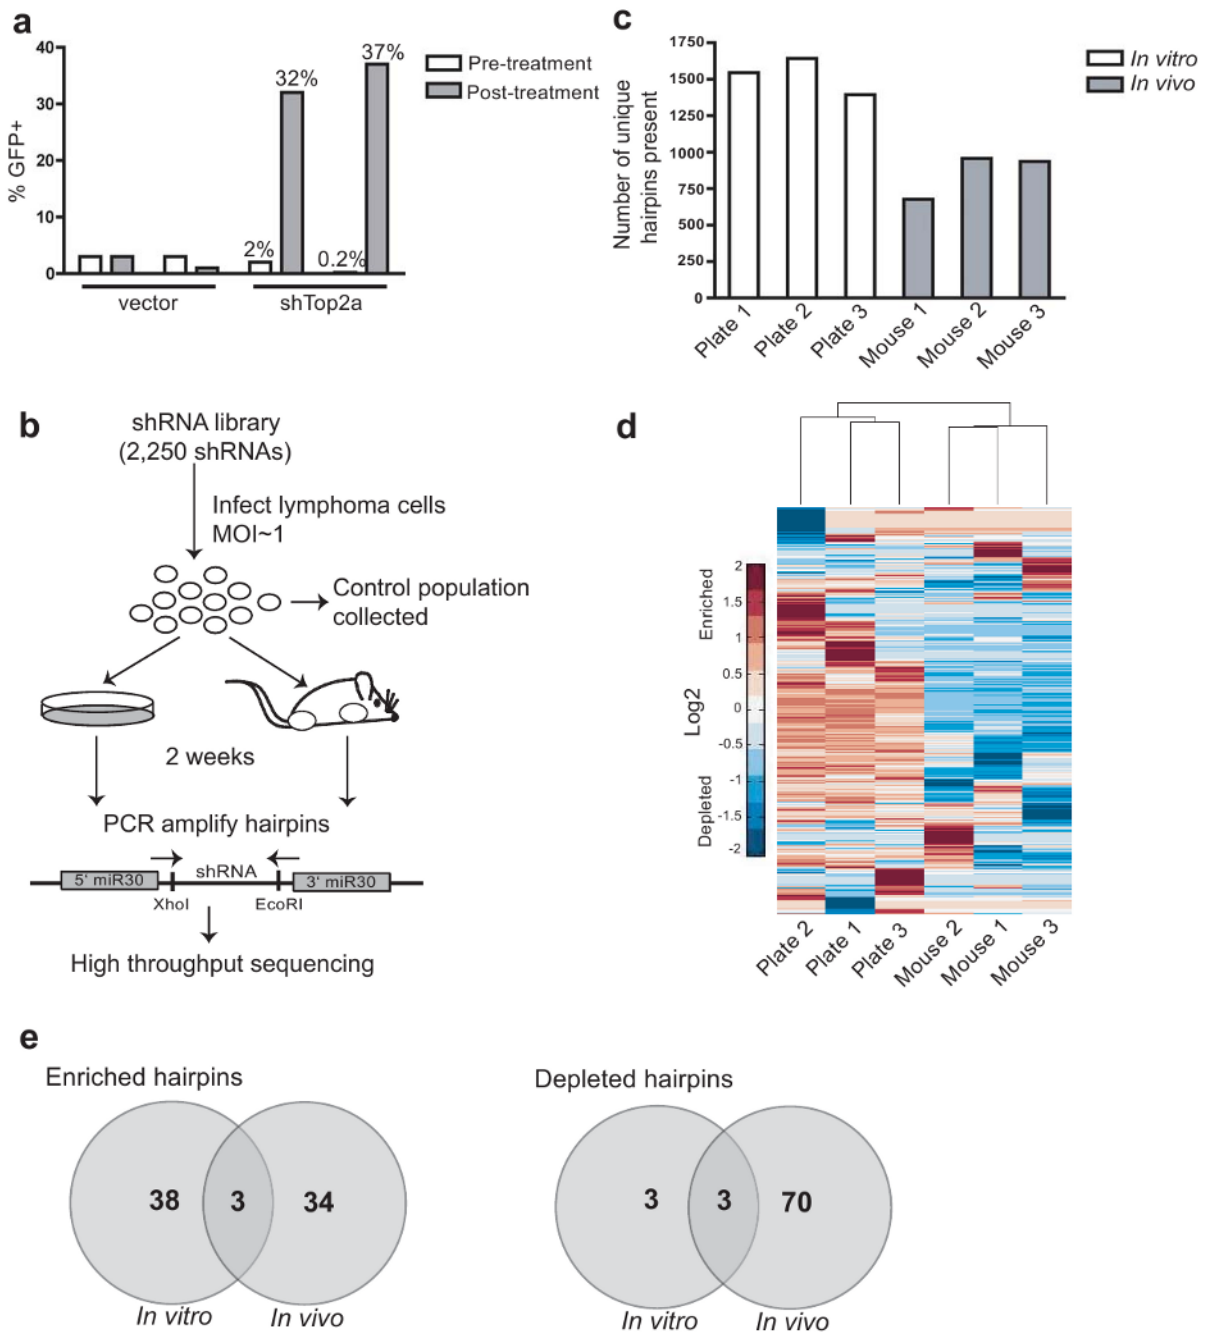 a
40
30
20
10
0
% GFP+
2%
32%
0.2%
37%
vector
shTop2a
Pre-treatment
Post-treatment
c
1750
1500
1250
1000
750
500
250
0
Number of unique
hairpins present
Plate 1
Plate 2
Plate 3
Mouse 1
Mouse 2
Mouse 3
In vitro
In vivo
b
shRNA library
(2,250 shRNAs)
Infect lymphoma cells
MOI~1
Control population
collected
2 weeks
PCR amplify hairpins
5' miR30
shRNA
3' miR30
XhoI
EcoRI
High throughput sequencing
d
Enriched
Log2
Depleted
2
1.5
1
0.5
0
-0.5
-1
-1.5
-2
Plate 2
Plate 1
Plate 3
Mouse 2
Mouse 1
Mouse 3
e
Enriched hairpins
38
3
34
In vitro
In vivo
Depleted hairpins
3
3
70
In vitro
In vivo